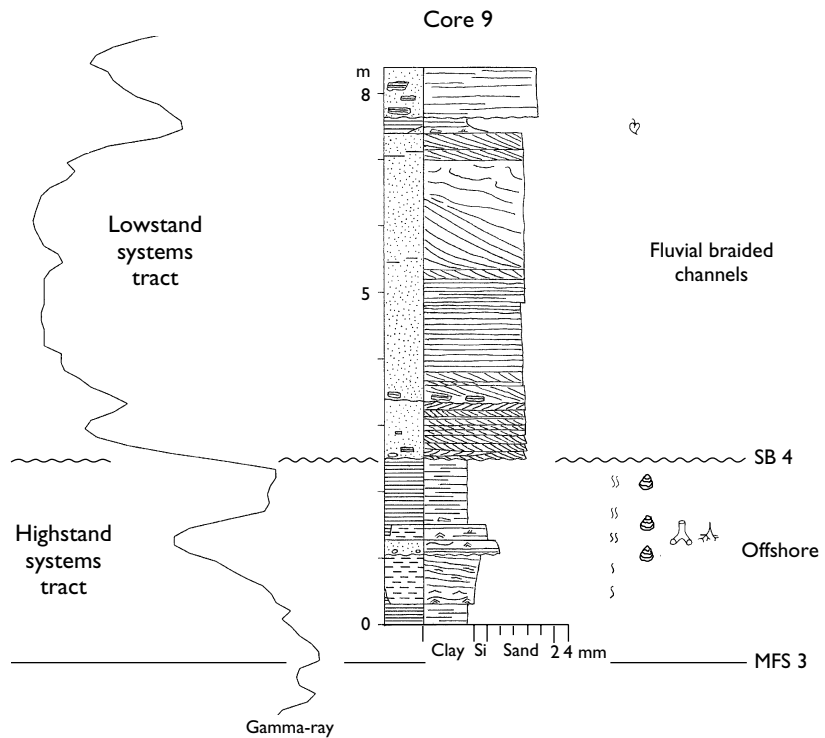 Core 9
m
8
Lowstand
systems
tract
Fluvial braided
channels
5
SB 4
Highstand
systems
tract
Offshore
0
Clay Si Sand 2 4 mm
MFS 3
Gamma-ray